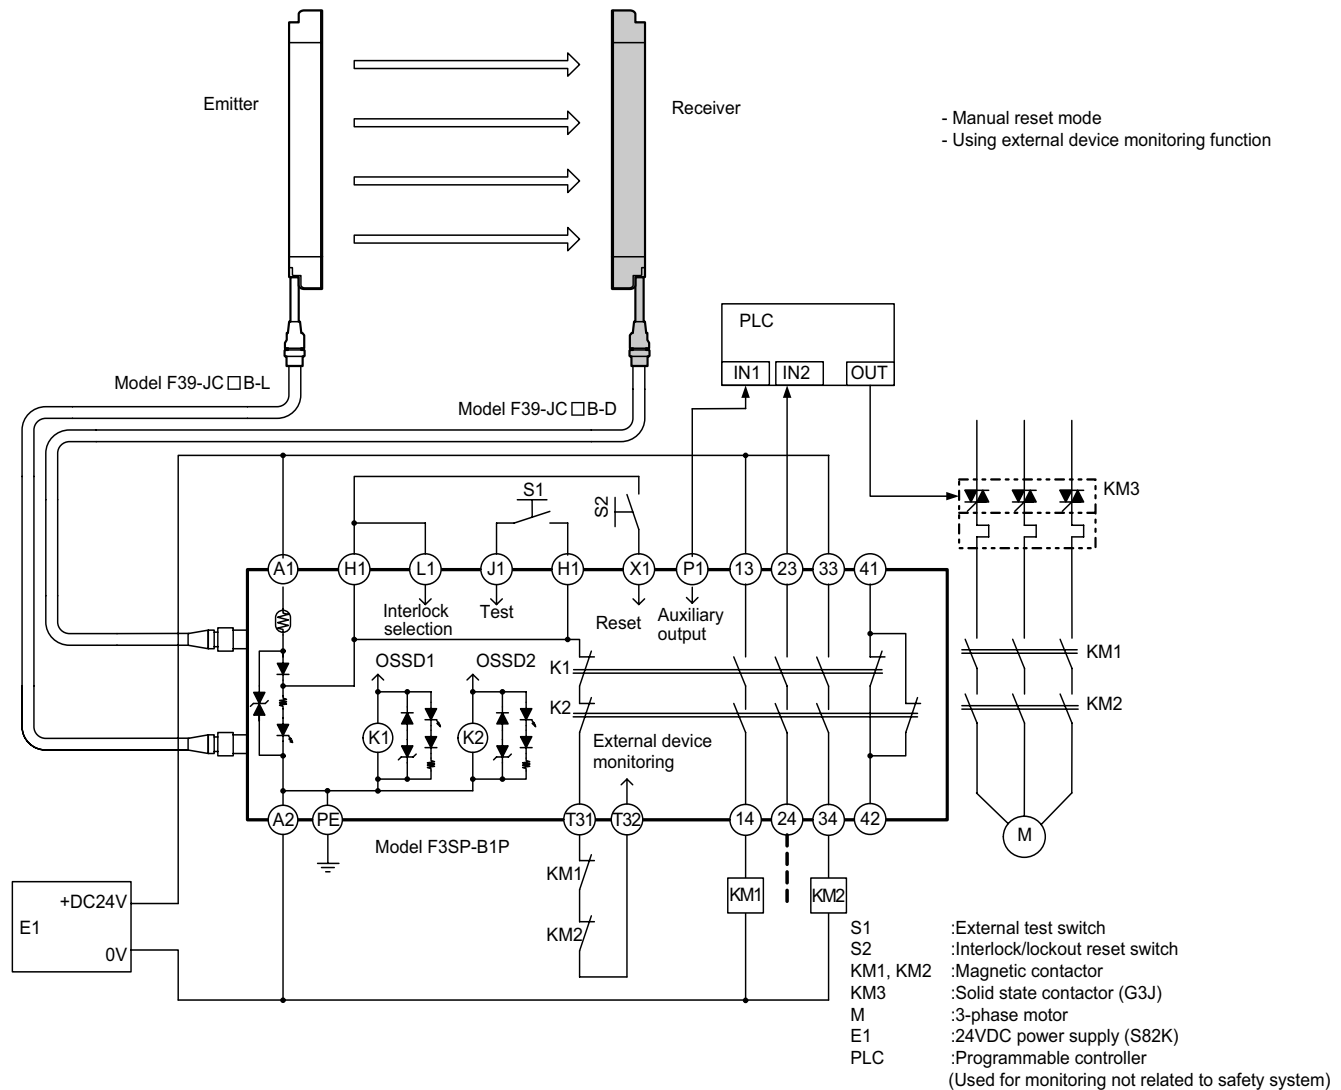 Emitter
Receiver
- Manual reset mode
- Using external device monitoring function
PLC
IN1 IN2 OUT
Model F39-JC□B-L
Model F39-JC□B-D
KM3
S1
S2
A1 H1 L1 J1 H1 X1 P1 13 23 33 41
Interlock
selection
Test
Reset
Auxiliary
output
OSSD1 OSSD2
K1
KM1
K2
KM2
K1 K2
External device
monitoring
A2 PE T31 T32 14 24 34 42
M
Model F3SP-B1P
KM1
KM1 KM2
KM2
+DC24V
E1
0V
S1 :External test switch
S2 :Interlock/lockout reset switch
KM1, KM2 :Magnetic contactor
KM3 :Solid state contactor (G3J)
M :3-phase motor
E1 :24VDC power supply (S82K)
PLC :Programmable controller
(Used for monitoring not related to safety system)